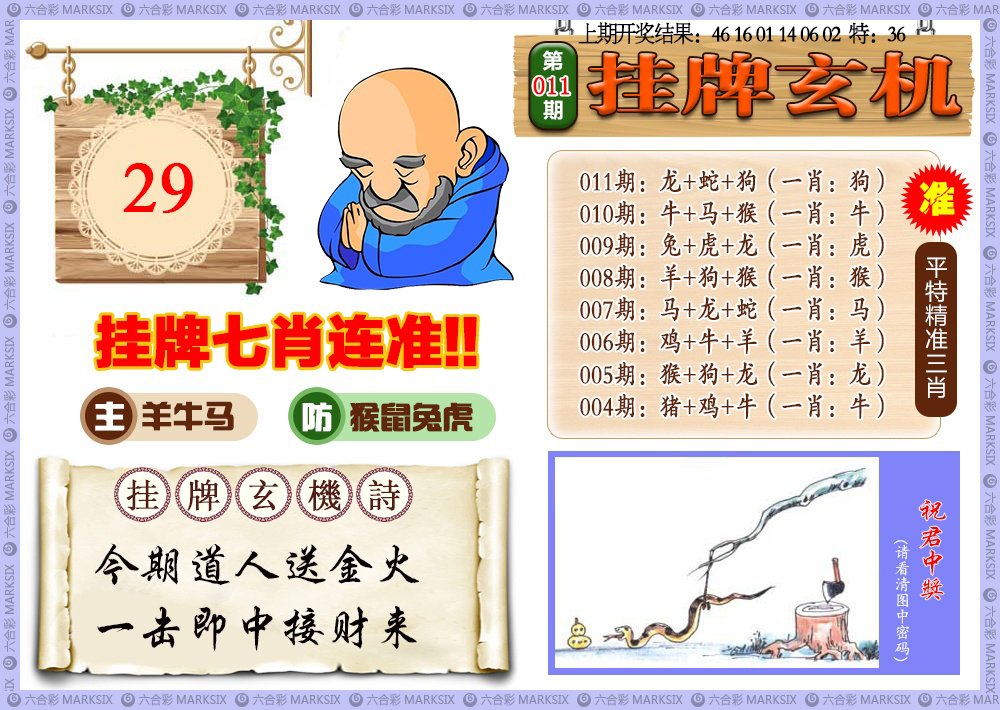 六合彩 MARKSIX
上期开奖结果：46 16 01 14 06 02 特：36
第
011
期
挂牌玄机
29
011期：龙+蛇+狗（一肖：狗）
010期：牛+马+猴（一肖：牛）
009期：兔+虎+龙（一肖：虎）
008期：羊+狗+猴（一肖：猴）
007期：马+龙+蛇（一肖：马）
006期：鸡+牛+羊（一肖：羊）
005期：猴+狗+龙（一肖：龙）
004期：猪+鸡+牛（一肖：牛）
准
平特精准三肖
挂牌七肖连准!!
主 羊牛马
防 猴鼠兔虎
挂牌玄機詩
今期道人送金火
一击即中接财来
祝君中獎
（请看清图中密码）